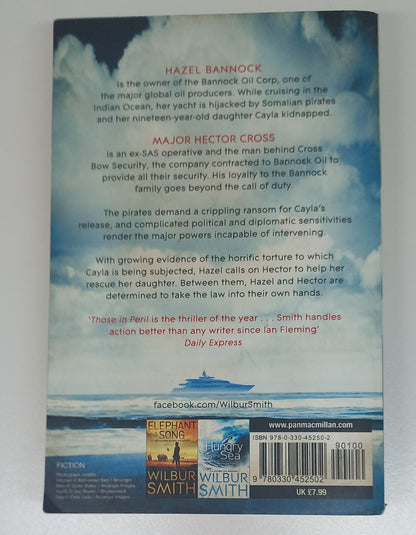 HAZEL BANNOCK
is the owner of the Bannock Oil Corp, one of
the major global oil producers. While cruising in the
Indian Ocean, her yacht is hijacked by Somalian pirates
and her nineteen-year-old daughter Cayla kidnapped.
MAJOR HECTOR CROSS
is an ex-SAS operative and the man behind Cross
Bow Security, the company contracted to Bannock Oil to
provide all their security. His loyalty to the Bannock
family goes beyond the call of duty.
The pirates demand a crippling ransom for Cayla's
release, and complicated political and diplomatic sensitivities
render the major powers incapable of intervening.
With growing evidence of the horrific torture to which
Cayla is being subjected, Hazel calls on Hector to help her
rescue her daughter. Between them, Hazel and Hector are
determined to take the law into their own hands.
'Those in Peril is the thriller of the year . . . Smith handles
action better than any writer since Ian Fleming'
Daily Express
facebook.com/WilburSmith
ELEPHANT
SONG
WILBUR
SMITH
Hungry
Sea
WILBUR
SMITH
www.panmacmillan.com
ISBN 978-0-330-45250-2
90100
9 780330 452502
UK £7.99
FICTION
Photograph credits: